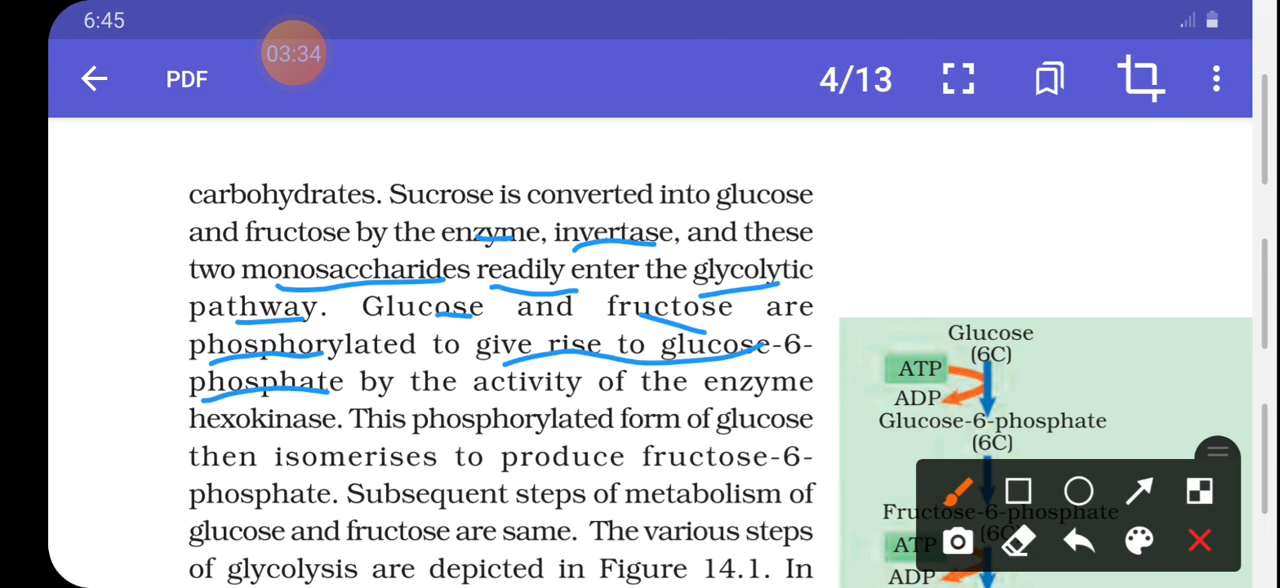 6:45
03:34
PDF
4/13
carbohydrates. Sucrose is converted into glucose
and fructose by the enzyme, invertase, and these
two monosaccharides readily enter the glycolytic
pathway. Glucose and fructose are
phosphorylated to give rise to glucose-6-
phosphate by the activity of the enzyme
hexokinase. This phosphorylated form of glucose
then isomerises to produce fructose-6-
phosphate. Subsequent steps of metabolism of
glucose and fructose are same. The various steps
of glycolysis are depicted in Figure 14.1. In
Glucose
(6C)
ATP
ADP
Glucose-6-phosphate
(6C)
Fructose-6-phosphate
(6C)
ATP
ADP